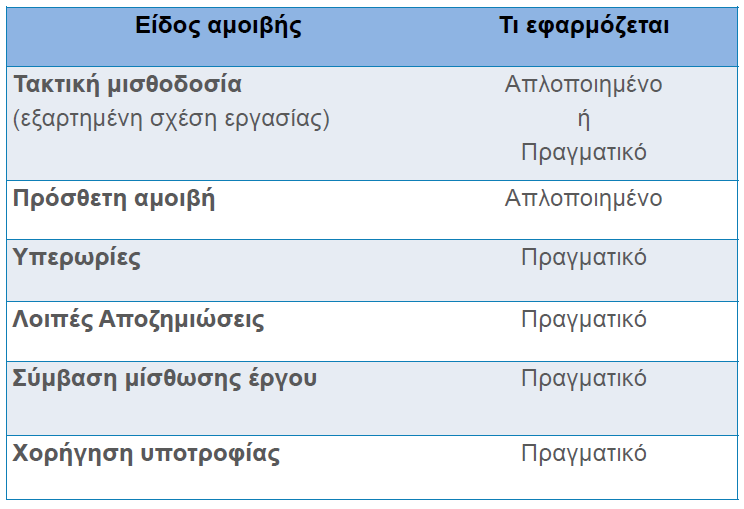 Είδος αμοιβής Τι εφαρμόζεται
Τακτική μισθοδοσία Απλοποιημένο
(εξαρτημένη σχέση εργασίας) ή
Πραγματικό
Πρόσθετη αμοιβή Απλοποιημένο
Υπερωρίες Πραγματικό
Λοιπές Αποζημιώσεις Πραγματικό
Σύμβαση μίσθωσης έργου Πραγματικό
Χορήγηση υποτροφίας Πραγματικό